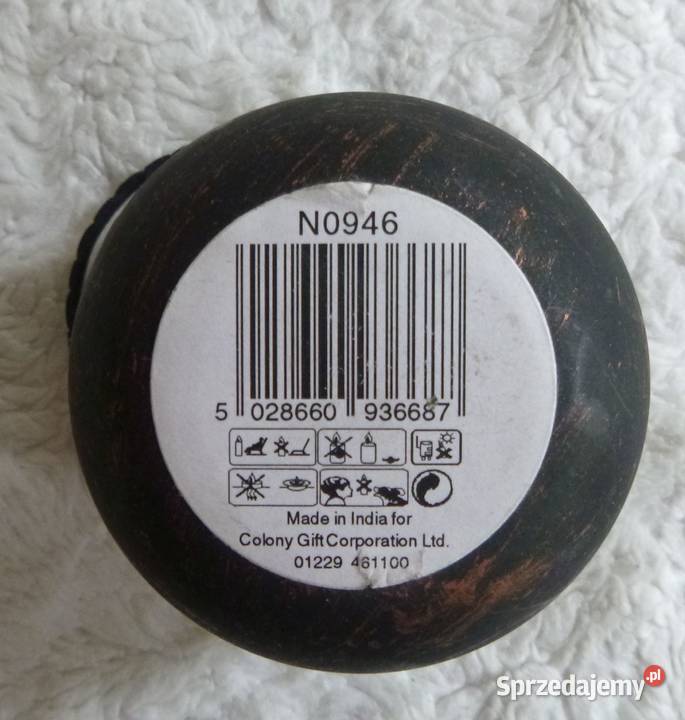 N0946
5 028660 936687
Made in India for
Colony Gift Corporation Ltd.
01229 461100
Sprzedajemy.pl